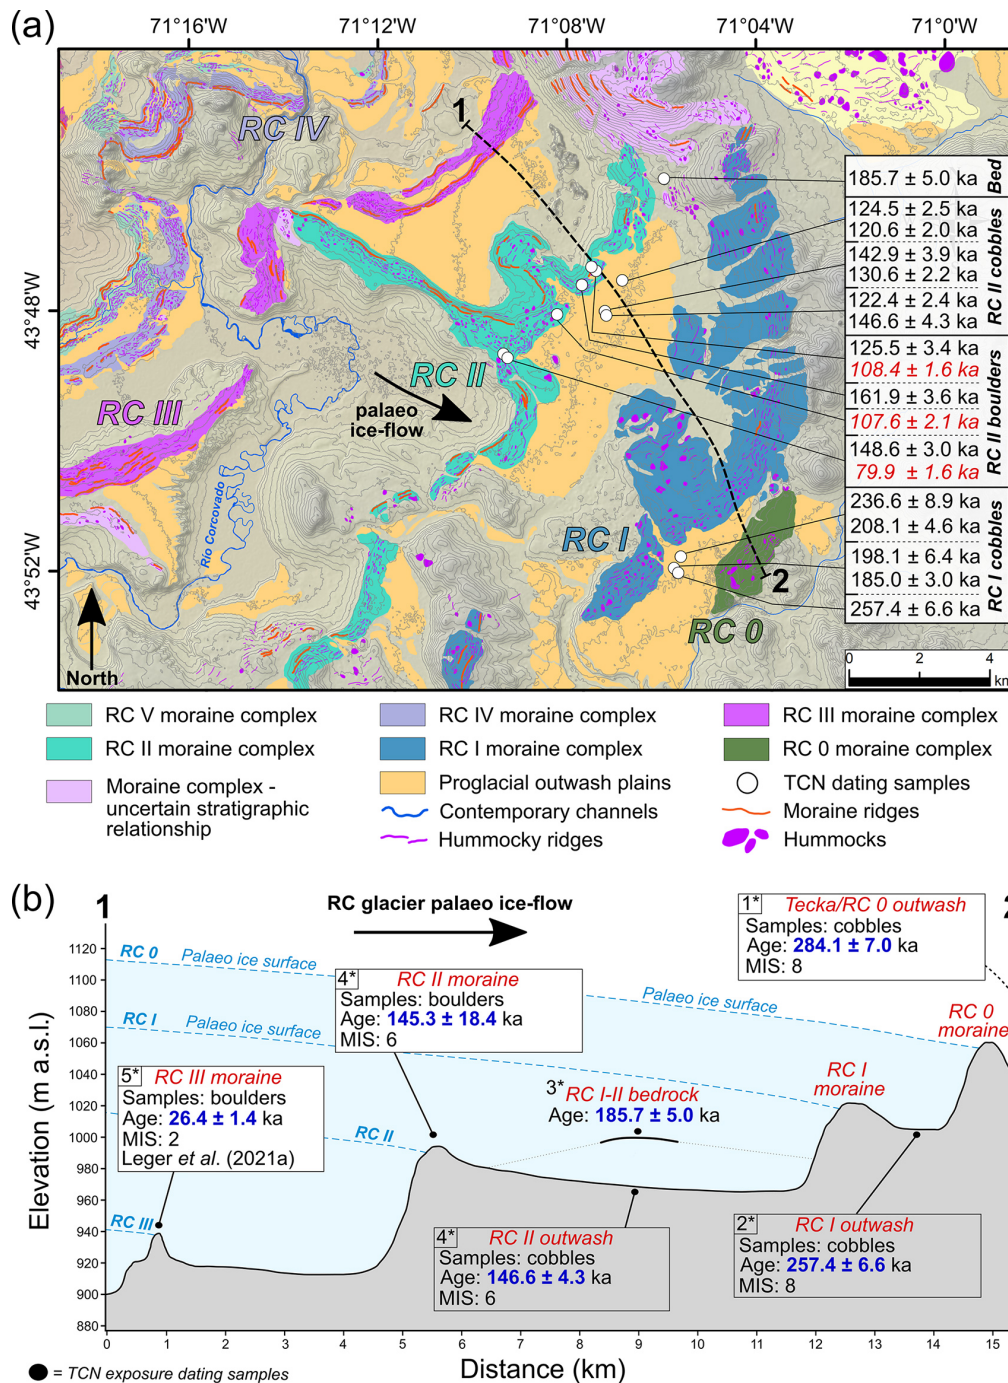 (a)
71°16'W 71°12'W 71°08'W 71°04'W 71°0'W
43°48'W
43°52'W
1
RC IV
RC II
RC III
palaeo
ice-flow
Rio Corcovado
RC I
2
RC 0
North
185.7 ± 5.0 ka
Bed
124.5 ± 2.5 ka
120.6 ± 2.0 ka
142.9 ± 3.9 ka
130.6 ± 2.2 ka
122.4 ± 2.4 ka
146.6 ± 4.3 ka
RC II cobbles
125.5 ± 3.4 ka
108.4 ± 1.6 ka
161.9 ± 3.6 ka
107.6 ± 2.1 ka
148.6 ± 3.0 ka
79.9 ± 1.6 ka
RC II boulders
236.6 ± 8.9 ka
208.1 ± 4.6 ka
198.1 ± 6.4 ka
185.0 ± 3.0 ka
257.4 ± 6.6 ka
RC I cobbles
0 2 4
km
RC V moraine complex
RC IV moraine complex
RC III moraine complex
RC II moraine complex
RC I moraine complex
RC 0 moraine complex
Moraine complex -
uncertain stratigraphic
relationship
Proglacial outwash plains
TCN dating samples
Contemporary channels
Moraine ridges
Hummocky ridges
Hummocks
(b)
1
RC glacier palaeo ice-flow
Elevation (m a.s.l.)
1120
1100
1080
1060
1040
1020
1000
980
960
940
920
900
880
RC 0 Palaeo ice surface
RC I Palaeo ice surface
Palaeo ice surface
RC II
RC III
1* Tecka/RC 0 outwash
Samples: cobbles
Age: 284.1 ± 7.0 ka
MIS: 8
4* RC II moraine
Samples: boulders
Age: 145.3 ± 18.4 ka
MIS: 6
RC 0
moraine
RC I
moraine
5* RC III moraine
Samples: boulders
Age: 26.4 ± 1.4 ka
MIS: 2
Leger et al. (2021a)
3* RC I-II bedrock
Age: 185.7 ± 5.0 ka
4* RC II outwash
Samples: cobbles
Age: 146.6 ± 4.3 ka
MIS: 6
2* RC I outwash
Samples: cobbles
Age: 257.4 ± 6.6 ka
MIS: 8
0 1 2 3 4 5 6 7 8 9 10 11 12 13 14 15
Distance (km)
= TCN exposure dating samples